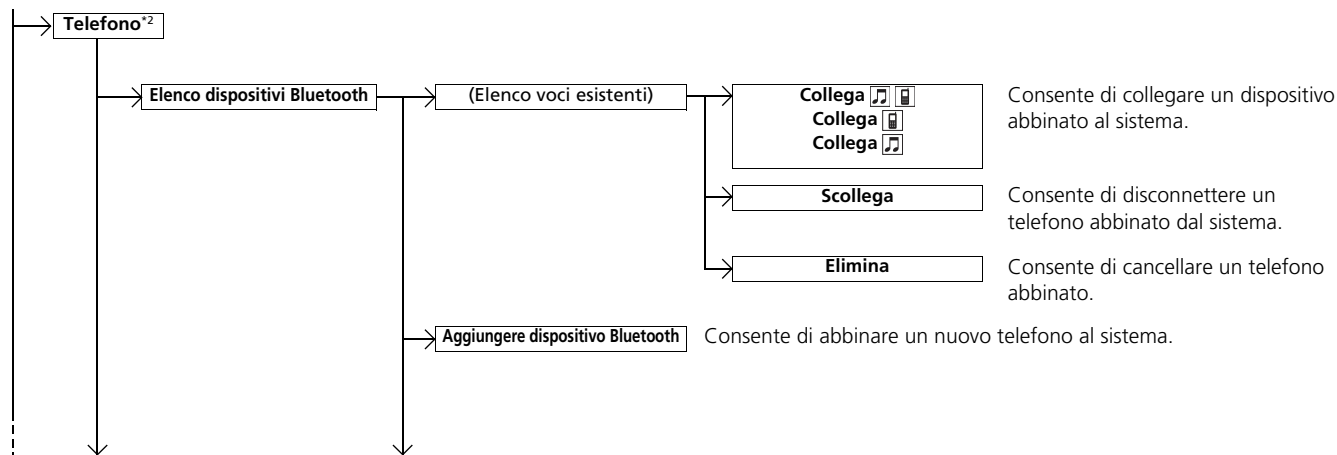 Telefono*2
Elenco dispositivi Bluetooth
(Elenco voci esistenti)
Collega
Collega
Collega
Consente di collegare un dispositivo
abbinato al sistema.
Scollega
Consente di disconnettere un
telefono abbinato dal sistema.
Elimina
Consente di cancellare un telefono
abbinato.
Aggiungere dispositivo Bluetooth
Consente di abbinare un nuovo telefono al sistema.